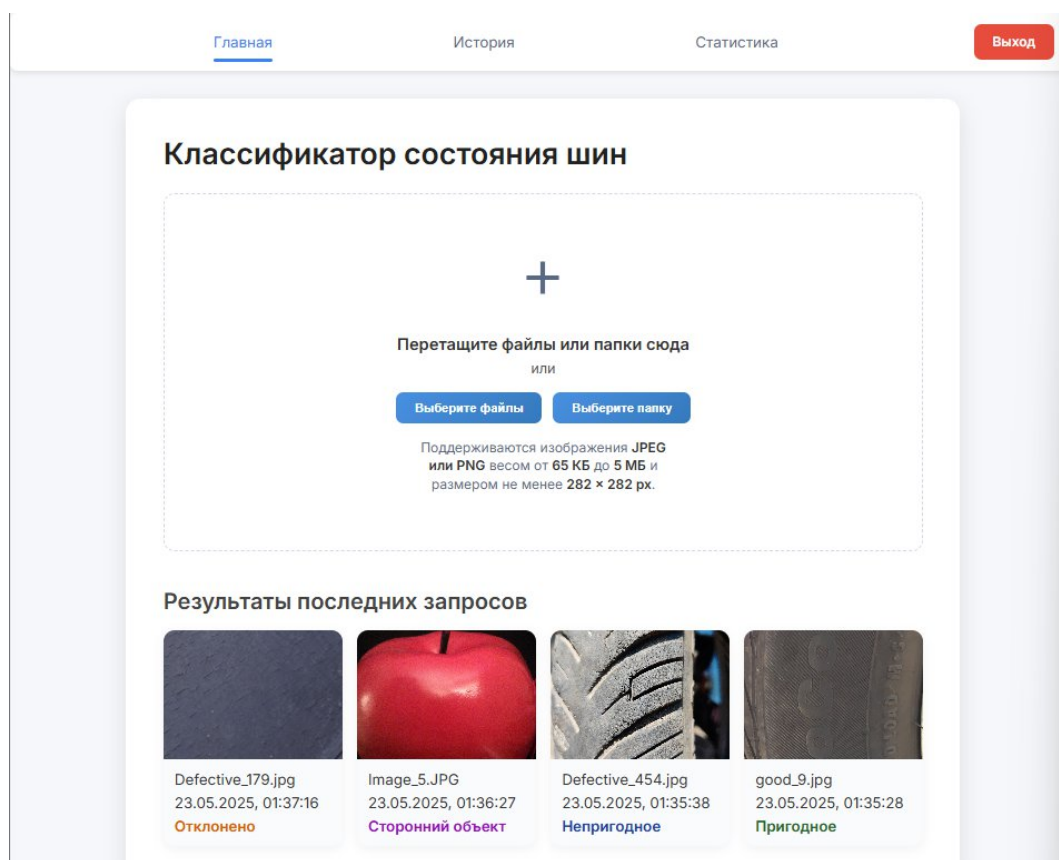 Главная
История
Статистика
Выход
Классификатор состояния шин
Перетащите файлы или папки сюда
или
Выберите файлы
Выберите папку
Поддерживаются изображения JPEG
или PNG весом от 65 КБ до 5 МБ и
размером не менее 282 × 282 px.
Результаты последних запросов
Defective_179.jpg
23.05.2025, 01:37:16
Отклонено
Image_5.JPG
23.05.2025, 01:36:27
Сторонний объект
Defective_454.jpg
23.05.2025, 01:35:38
Непригодное
good_9.jpg
23.05.2025, 01:35:28
Пригодное